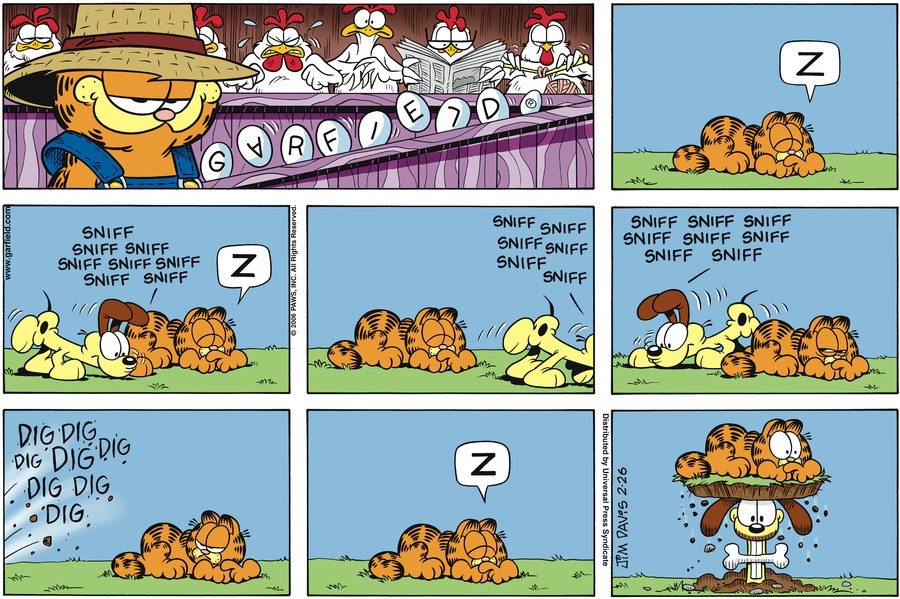 GARFIELD®
Z
www.garfield.com
SNIFF
SNIFF SNIFF
SNIFF SNIFF SNIFF
SNIFF SNIFF
Z
© 2006 PAWS, INC. All Rights Reserved.
SNIFF SNIFF
SNIFF SNIFF
SNIFF
SNIFF
SNIFF SNIFF SNIFF
SNIFF SNIFF SNIFF
SNIFF SNIFF
DIG DIG
DIG DIG DIG
DIG DIG
DIG
Z
Distributed by Universal Press Syndicate
JIM DAVIS 2-26